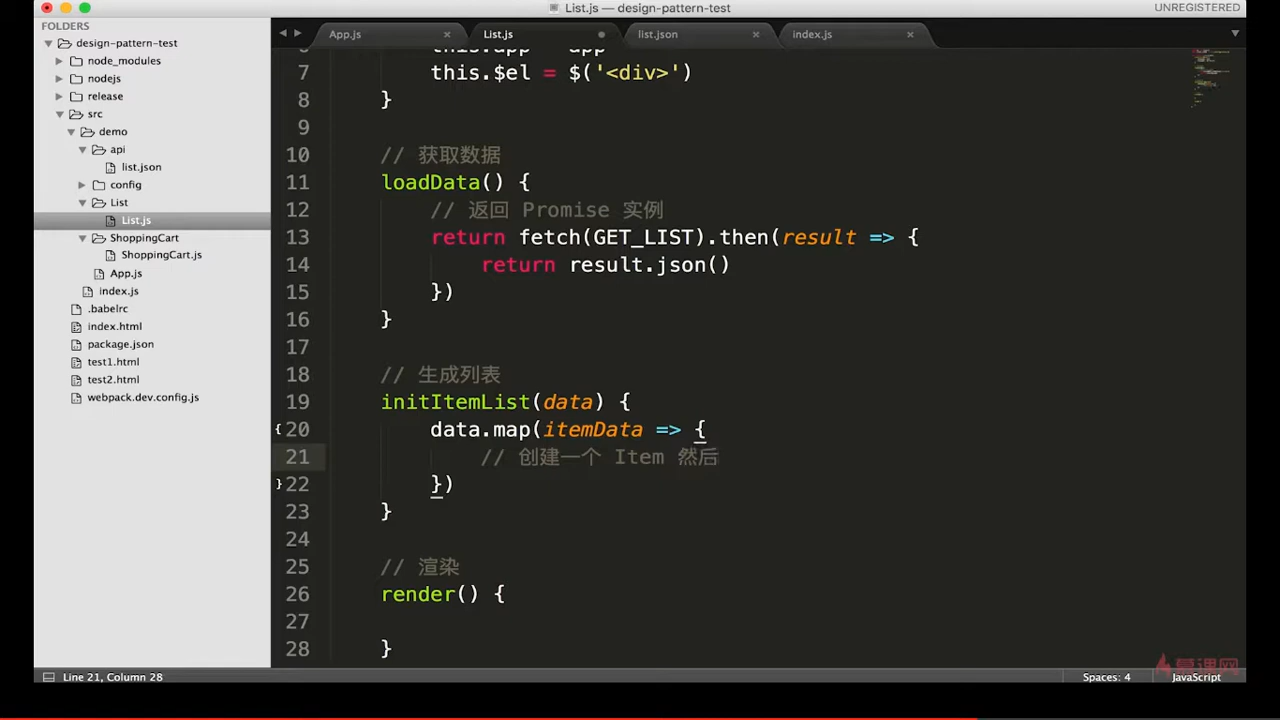 List.js — design-pattern-test
UNREGISTERED
FOLDERS
design-pattern-test
node_modules
nodejs
release
src
demo
api
list.json
config
List
List.js
ShoppingCart
ShoppingCart.js
App.js
index.js
.babelrc
index.html
package.json
test1.html
test2.html
webpack.dev.config.js
App.js
List.js
list.json
index.js
7 this.$el = $('<div>')
8 }
9
10 // 获取数据
11 loadData() {
12 // 返回 Promise 实例
13 return fetch(GET_LIST).then(result => {
14 return result.json()
15 })
16 }
17
18 // 生成列表
19 initItemList(data) {
20 data.map(itemData => {
21 // 创建一个 Item 然后
22 })
23 }
24
25 // 渲染
26 render() {
27
28 }
慕课网
Line 21, Column 28
Spaces: 4
JavaScript